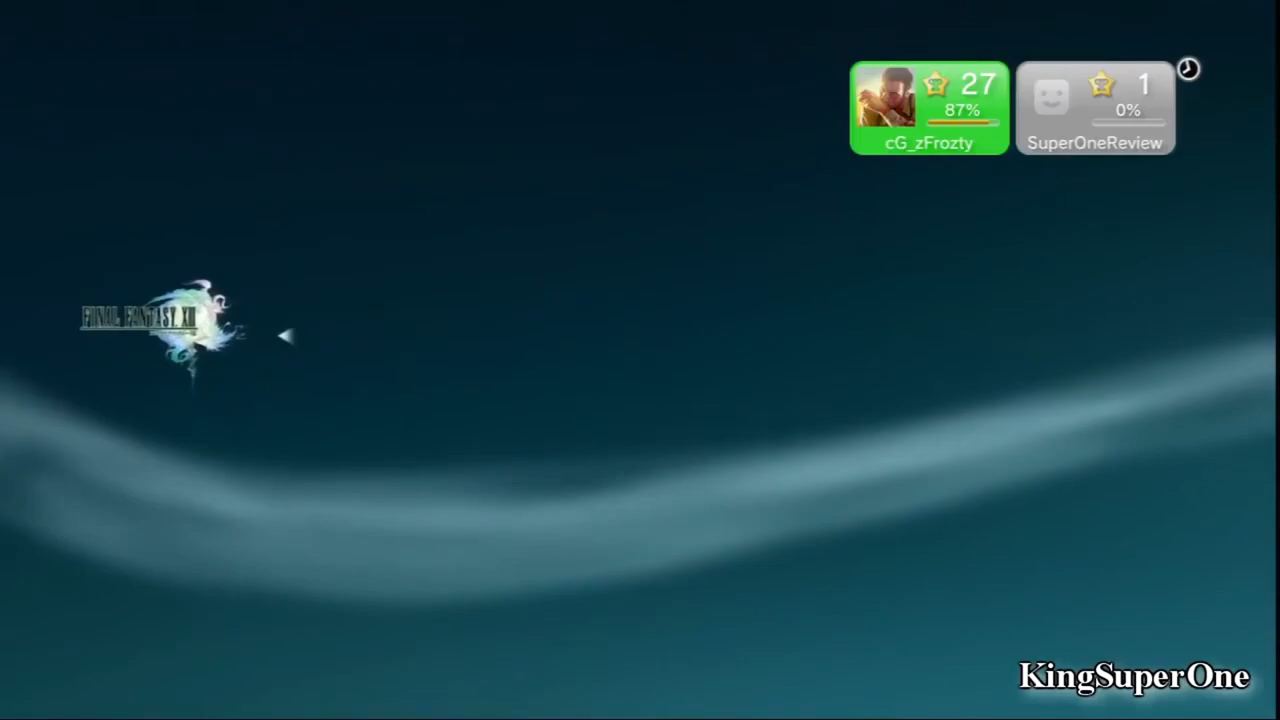 27
87%
cG_zFrozty
1
0%
SuperOneReview
FINAL FANTASY XIII
KingSuperOne